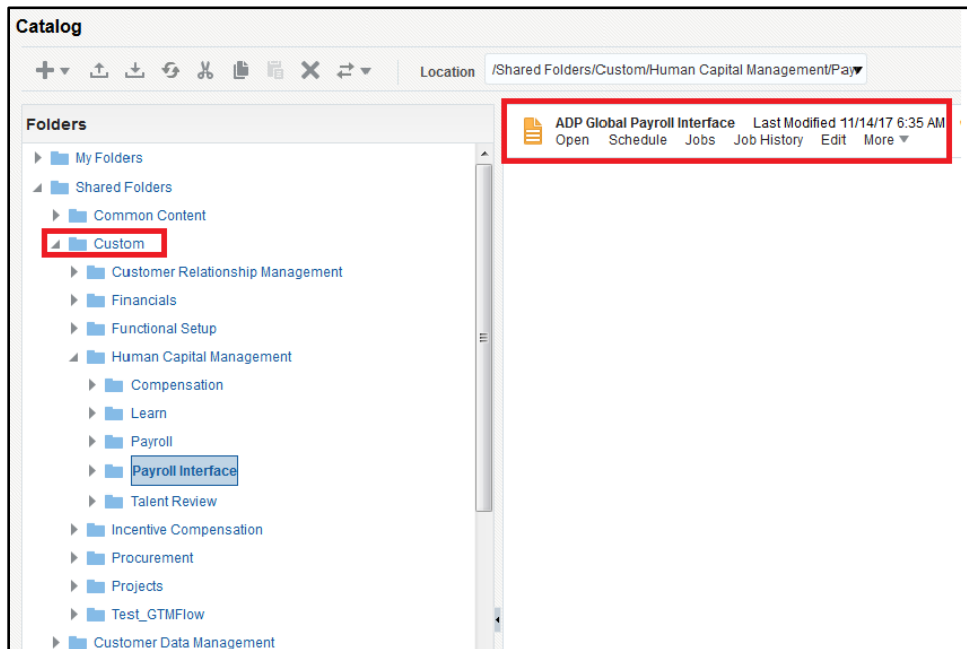 Catalog
Location /Shared Folders/Custom/Human Capital Management/Pay
Folders
My Folders
Shared Folders
Common Content
Custom
Customer Relationship Management
Financials
Functional Setup
Human Capital Management
Compensation
Learn
Payroll
Payroll Interface
Talent Review
Incentive Compensation
Procurement
Projects
Test_GTMFlow
Customer Data Management
ADP Global Payroll Interface Last Modified 11/14/17 6:35 AM
Open Schedule Jobs Job History Edit More